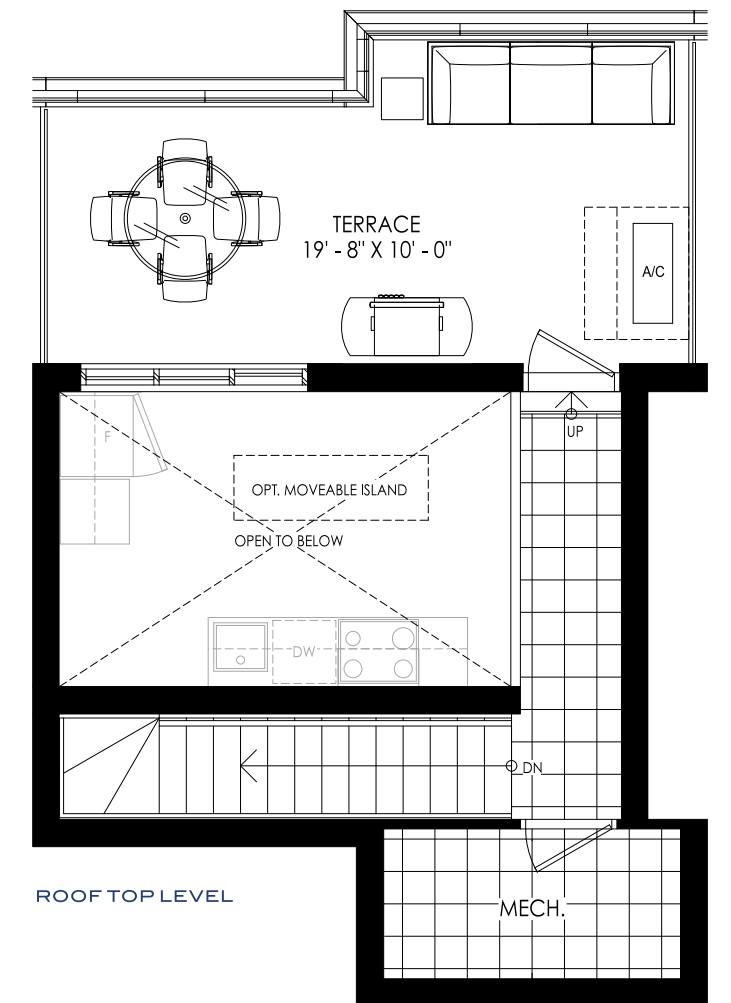 TERRACE
19' - 8" X 10' - 0"
A/C
UP
F
OPT. MOVEABLE ISLAND
OPEN TO BELOW
DW
DN
ROOF TOP LEVEL
MECH.